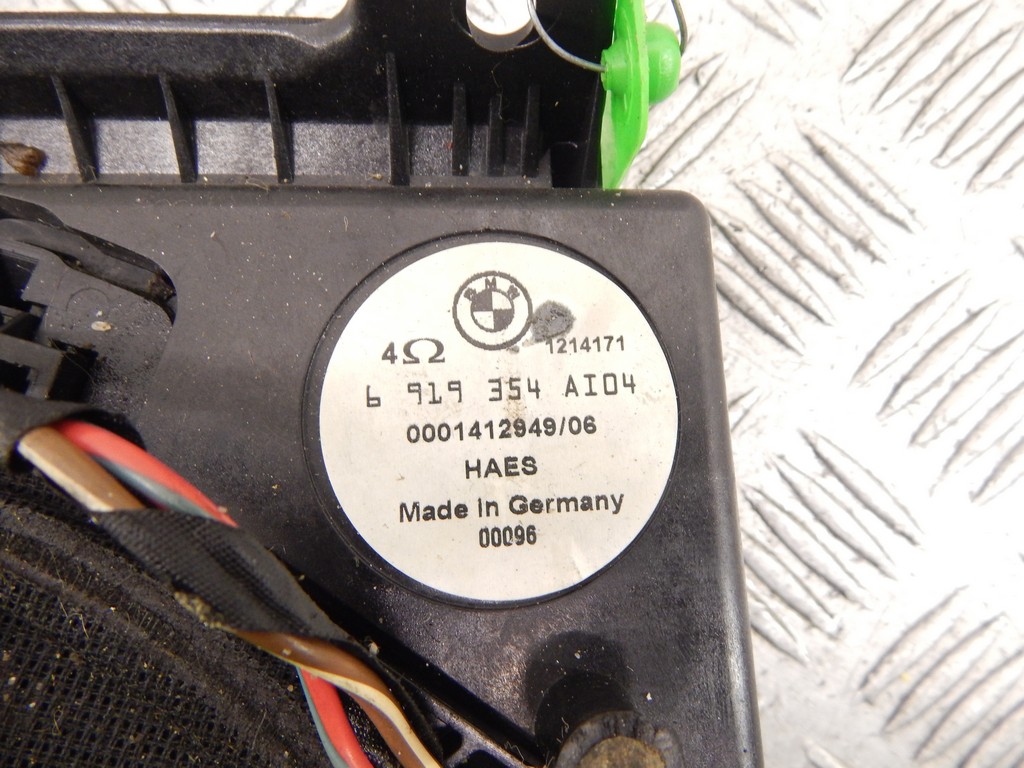 BMW
4Ω 1214171
6 919 354 AI04
0001412949/06
HAES
Made in Germany
00096